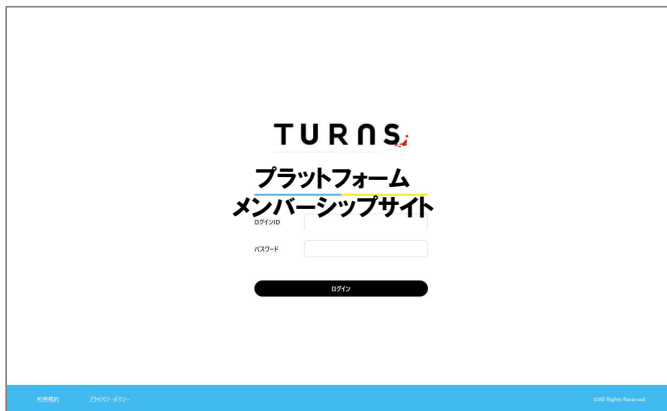 TURNS
プラットフォーム
メンバーシップサイト
ログインID
パスワード
ログイン
利用規約 プライバシーポリシー ©All Rights Reserved